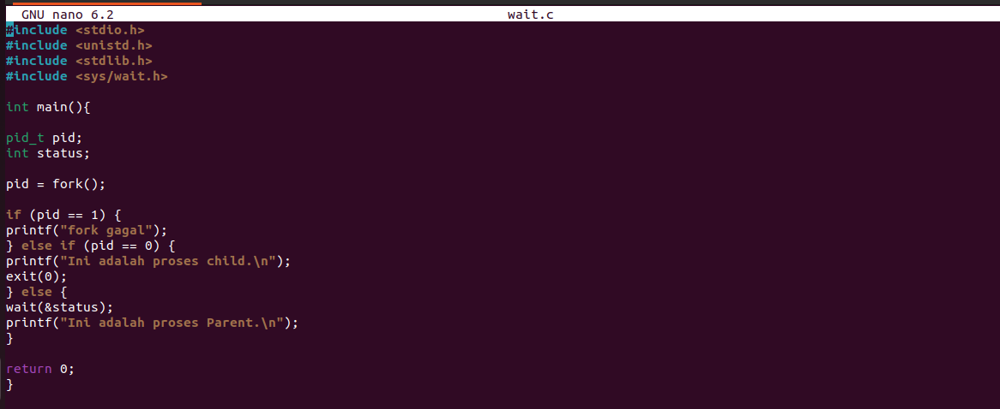 GNU nano 6.2 wait.c
#include <stdio.h>
#include <unistd.h>
#include <stdlib.h>
#include <sys/wait.h>
int main(){
pid_t pid;
int status;
pid = fork();
if (pid == 1) {
printf("fork gagal");
} else if (pid == 0) {
printf("Ini adalah proses child.\n");
exit(0);
} else {
wait(&status);
printf("Ini adalah proses Parent.\n");
}
return 0;
}